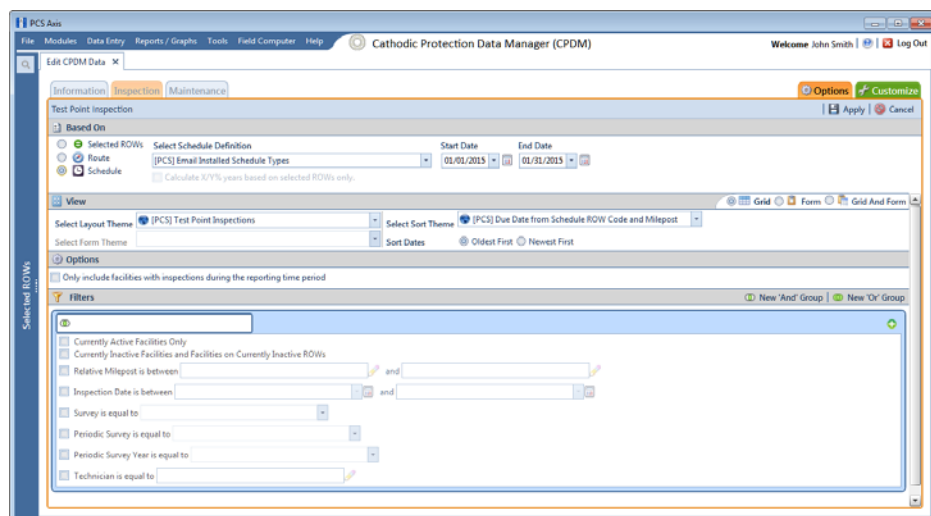 PCS Axis
File Modules Data Entry Reports / Graphs Tools Field Computer Help Cathodic Protection Data Manager (CPDM) Welcome John Smith Log Out
Edit CPDM Data
Information Inspection Maintenance Options Customize
Test Point Inspection Apply Cancel
Based On
Selected ROWs Select Schedule Definition Start Date End Date
Route [PCS] Email Installed Schedule Types 01/01/2015 01/31/2015
Schedule Calculate X/Y% years based on selected ROWs only.
View Grid Form Grid And Form
Select Layout Theme [PCS] Test Point Inspections Select Sort Theme [PCS] Due Date from Schedule ROW Code and Milepost
Select Form Theme Sort Dates Oldest First Newest First
Options
Only include facilities with inspections during the reporting time period
Filters New 'And' Group New 'Or' Group
Currently Active Facilities Only
Currently Inactive Facilities and Facilities on Currently Inactive ROWs
Relative Milepost is between and
Inspection Date is between and
Survey is equal to
Periodic Survey is equal to
Periodic Survey Year is equal to
Technician is equal to
Selected ROWs